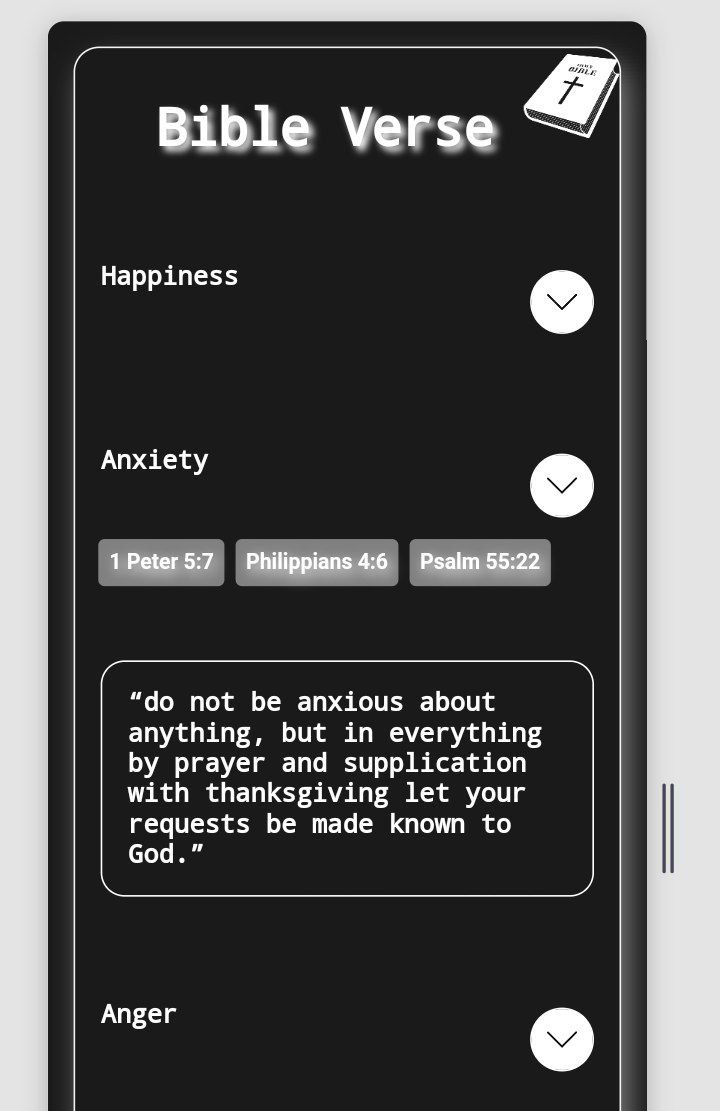 HOLY
BIBLE
Bible Verse
Happiness
Anxiety
1 Peter 5:7 Philippians 4:6 Psalm 55:22
“do not be anxious about
anything, but in everything
by prayer and supplication
with thanksgiving let your
requests be made known to
God.”
Anger